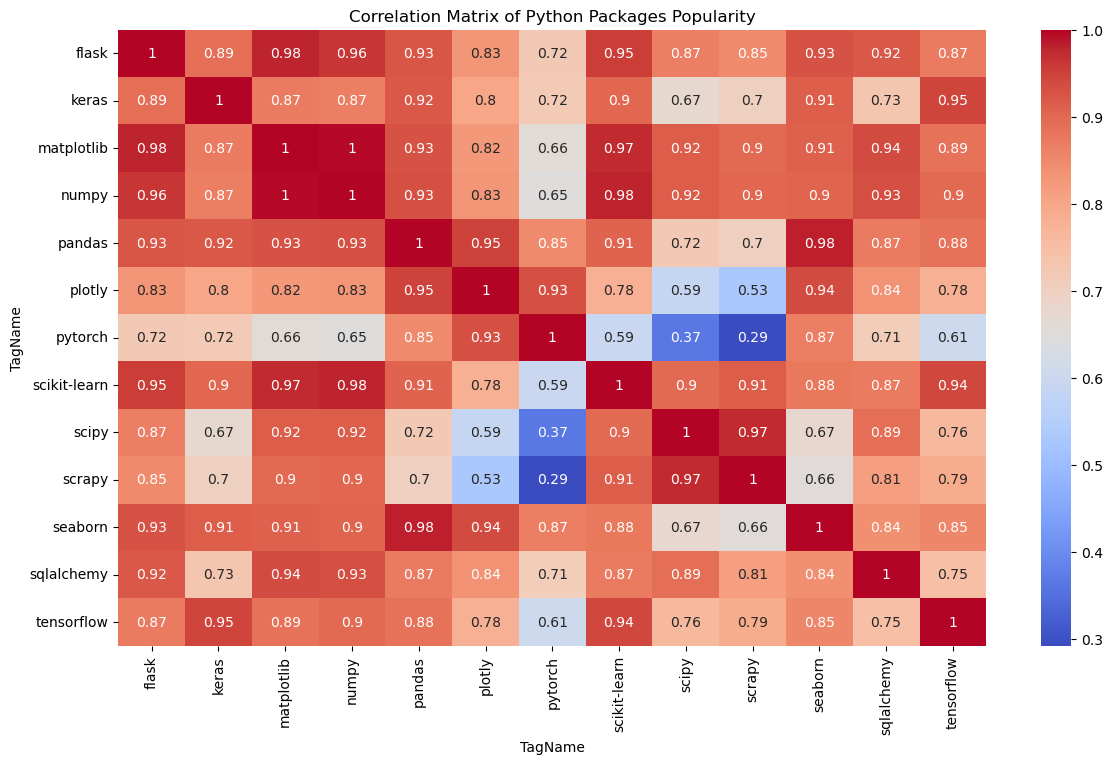 Correlation Matrix of Python Packages Popularity
TagName
flask 1 0.89 0.98 0.96 0.93 0.83 0.72 0.95 0.87 0.85 0.93 0.92 0.87
keras 0.89 1 0.87 0.87 0.92 0.8 0.72 0.9 0.67 0.7 0.91 0.73 0.95
matplotlib 0.98 0.87 1 1 0.93 0.82 0.66 0.97 0.92 0.9 0.91 0.94 0.89
numpy 0.96 0.87 1 1 0.93 0.83 0.65 0.98 0.92 0.9 0.9 0.93 0.9
pandas 0.93 0.92 0.93 0.93 1 0.95 0.85 0.91 0.72 0.7 0.98 0.87 0.88
plotly 0.83 0.8 0.82 0.83 0.95 1 0.93 0.78 0.59 0.53 0.94 0.84 0.78
pytorch 0.72 0.72 0.66 0.65 0.85 0.93 1 0.59 0.37 0.29 0.87 0.71 0.61
scikit-learn 0.95 0.9 0.97 0.98 0.91 0.78 0.59 1 0.9 0.91 0.88 0.87 0.94
scipy 0.87 0.67 0.92 0.92 0.72 0.59 0.37 0.9 1 0.97 0.67 0.89 0.76
scrapy 0.85 0.7 0.9 0.9 0.7 0.53 0.29 0.91 0.97 1 0.66 0.81 0.79
seaborn 0.93 0.91 0.91 0.9 0.98 0.94 0.87 0.88 0.67 0.66 1 0.84 0.85
sqlalchemy 0.92 0.73 0.94 0.93 0.87 0.84 0.71 0.87 0.89 0.81 0.84 1 0.75
tensorflow 0.87 0.95 0.89 0.9 0.88 0.78 0.61 0.94 0.76 0.79 0.85 0.75 1
flask keras matplotlib numpy pandas plotly pytorch scikit-learn scipy scrapy seaborn sqlalchemy tensorflow
TagName
1.0
0.9
0.8
0.7
0.6
0.5
0.4
0.3